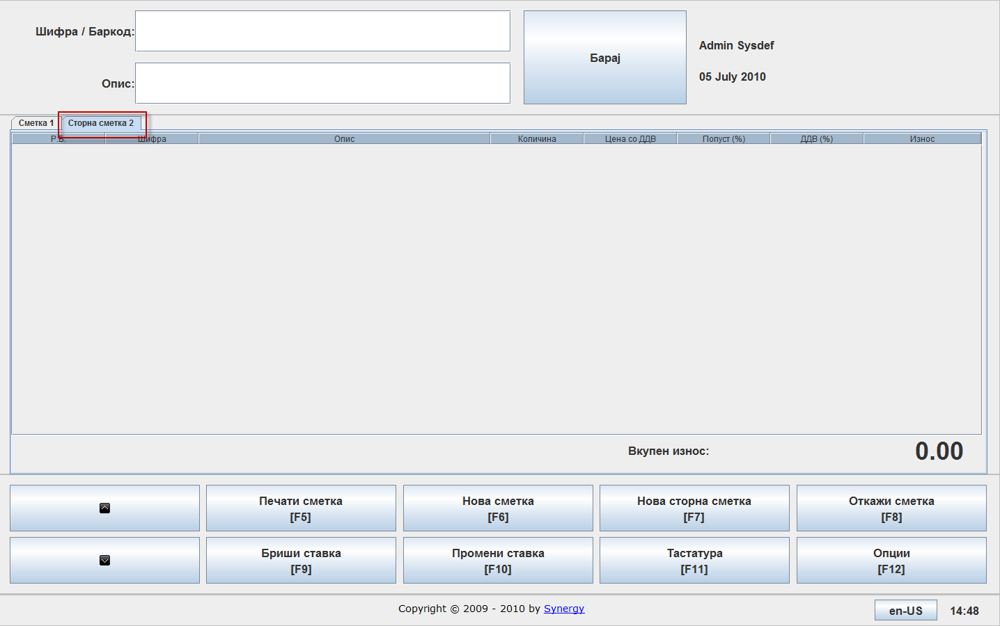 Шифра / Баркод:
Барај
Admin Sysdef
Опис:
05 July 2010
Сметка 1
Сторна сметка 2
Р.Б. Шифра Опис Количина Цена со ДДВ Попуст (%) ДДВ (%) Износ
Вкупен износ: 0.00
Печати сметка
[F5]
Нова сметка
[F6]
Нова сторна сметка
[F7]
Откажи сметка
[F8]
Бриши ставка
[F9]
Промени ставка
[F10]
Тастатура
[F11]
Опции
[F12]
Copyright © 2009 - 2010 by Synergy
en-US
14:48